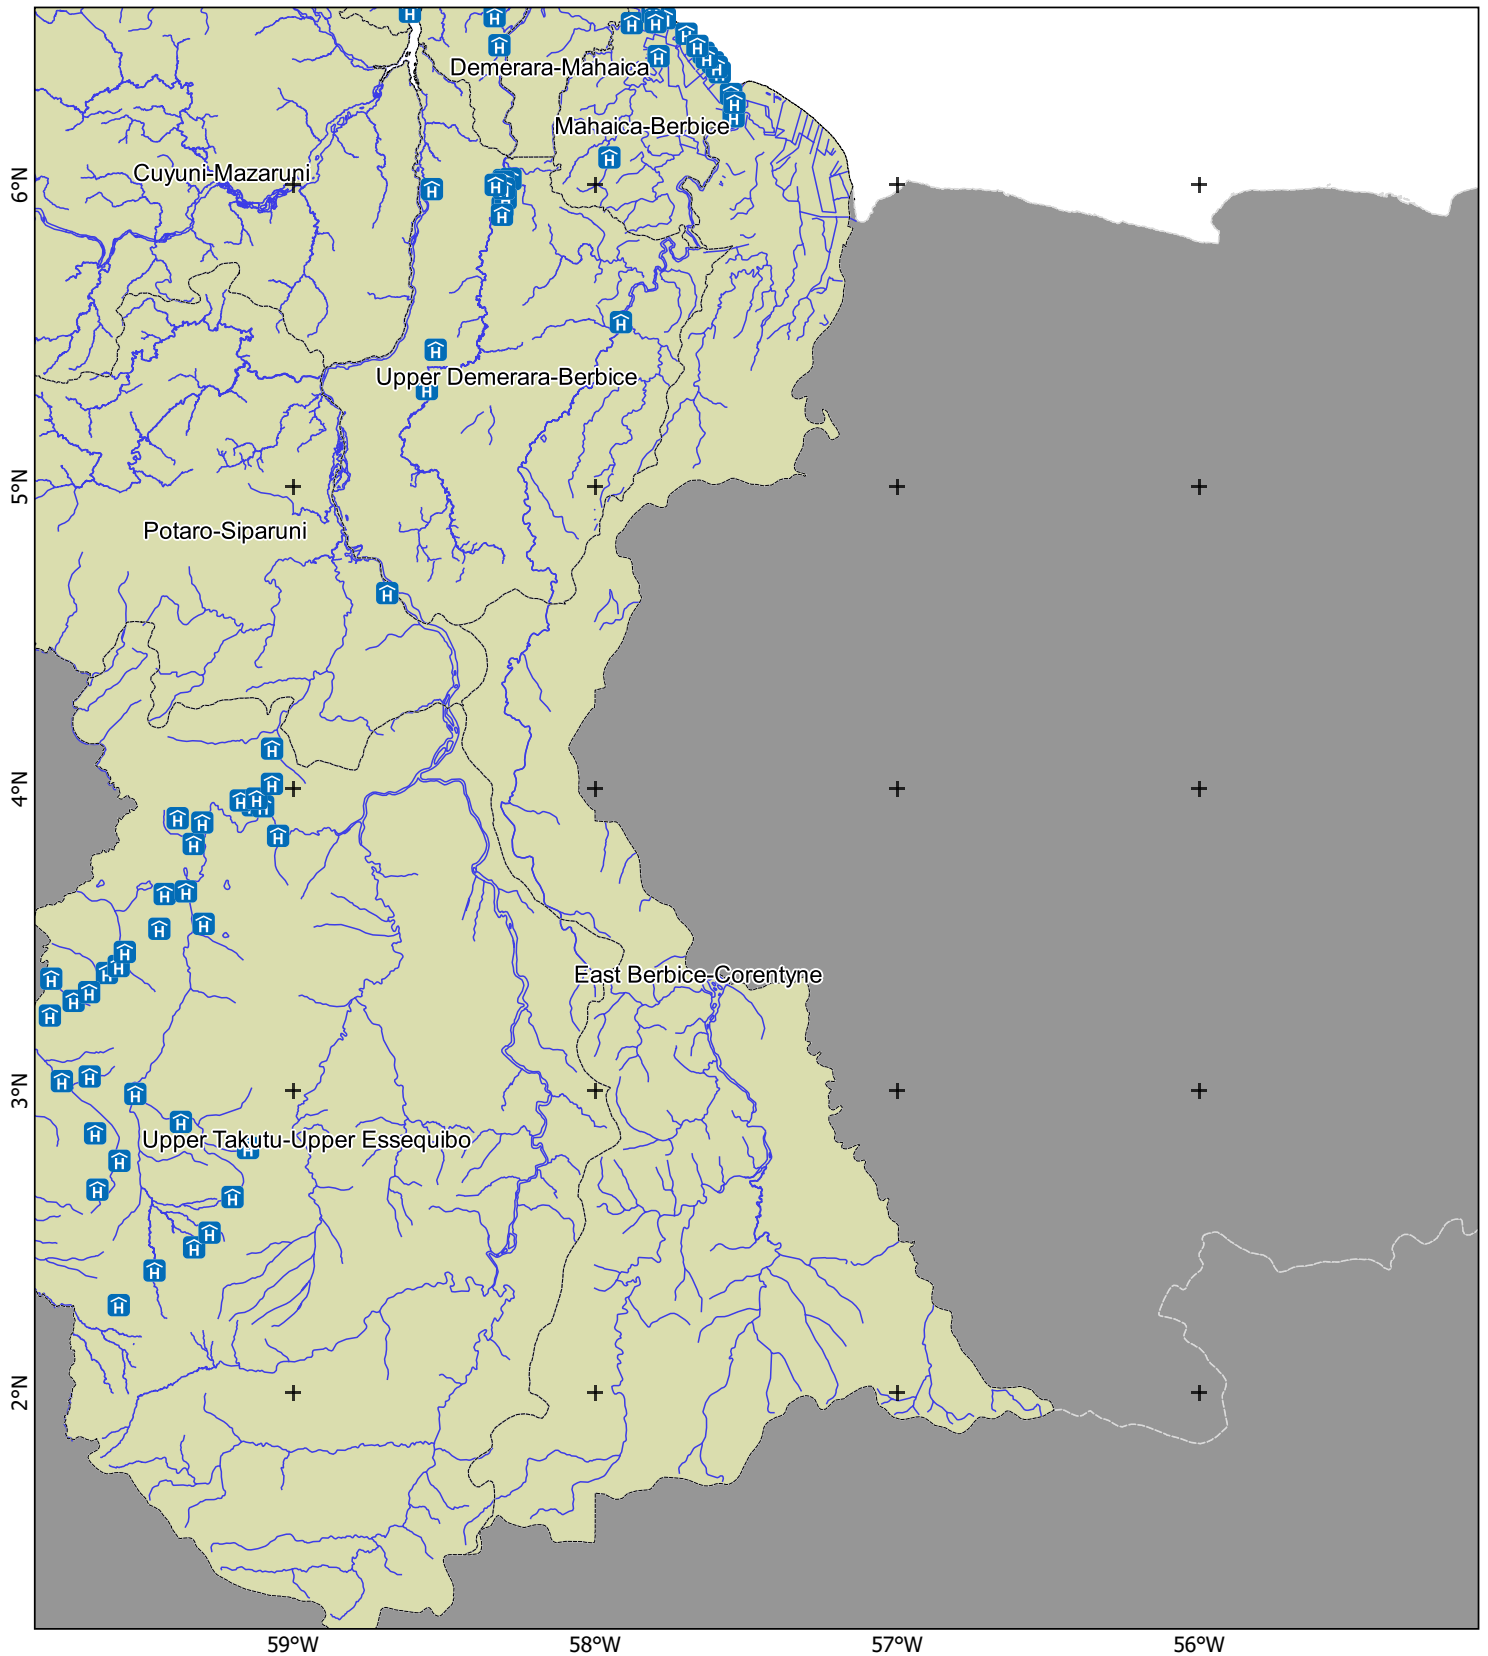 Demerara-Mahaica
Mahaica-Berbice
Cuyuni-Mazaruni
6°N
Upper Demerara-Berbice
5°N
Potaro-Siparuni
4°N
East Berbice-Corentyne
3°N
Upper Takutu-Upper Essequibo
2°N
59°W
58°W
57°W
56°W